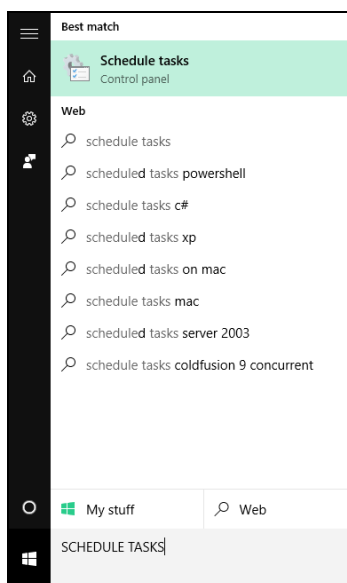 Best match
Schedule tasks
Control panel
Web
schedule tasks
scheduled tasks powershell
schedule tasks c#
scheduled tasks xp
scheduled tasks on mac
schedule tasks mac
scheduled tasks server 2003
schedule tasks coldfusion 9 concurrent
My stuff
Web
SCHEDULE TASKS